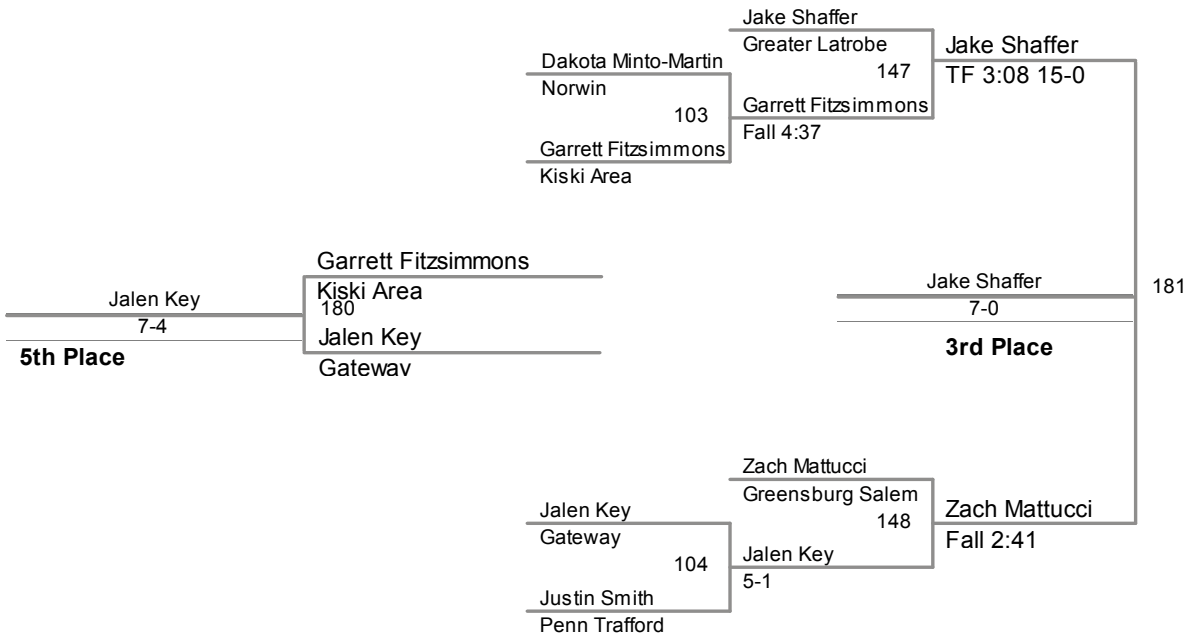 Jake Shaffer
Greater Latrobe
147
Jake Shaffer
TF 3:08 15-0
Dakota Minto-Martin
Norwin
103
Garrett Fitzsimmons
Fall 4:37
Garrett Fitzsimmons
Kiski Area
Garrett Fitzsimmons
Kiski Area
180
Jalen Key
7-4
5th Place
Jalen Key
Gateway
Jake Shaffer
7-0
3rd Place
181
Zach Mattucci
Greensburg Salem
148
Zach Mattucci
Fall 2:41
Jalen Key
Gateway
104
Jalen Key
5-1
Justin Smith
Penn Trafford